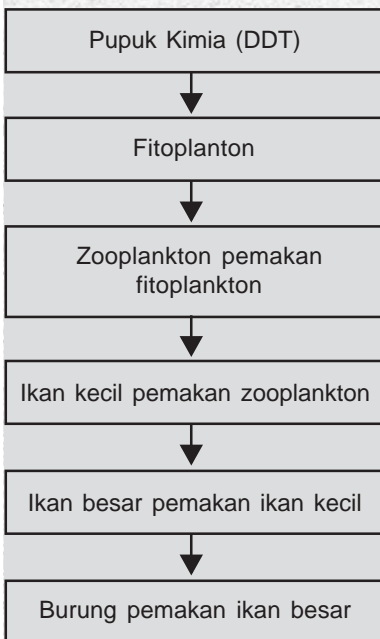 Pupuk Kimia (DDT)
Fitoplanton
Zooplankton pemakan
fitoplankton
Ikan kecil pemakan zooplankton
Ikan besar pemakan ikan kecil
Burung pemakan ikan besar